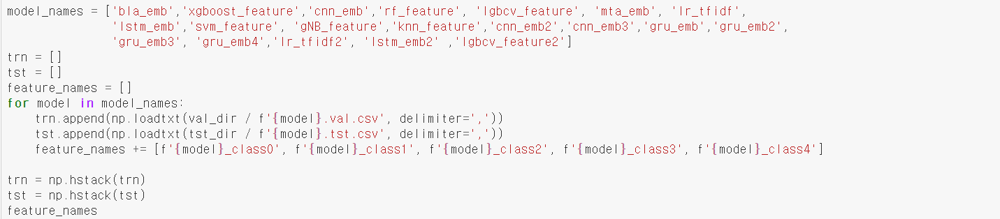 model_names = ['bla_emb','xgboost_feature','cnn_emb','rf_feature', 'lgbcv_feature', 'mta_emb', 'lr_tfidf',
'lstm_emb','svm_feature', 'gNB_feature','knn_feature','cnn_emb2','cnn_emb3','gru_emb','gru_emb2',
'gru_emb3', 'gru_emb4','lr_tfidf2', 'lstm_emb2' ,'lgbcv_feature2']
trn = []
tst = []
feature_names = []
for model in model_names:
    trn.append(np.loadtxt(val_dir / f'{model}.val.csv', delimiter=','))
    tst.append(np.loadtxt(tst_dir / f'{model}.tst.csv', delimiter=','))
    feature_names += [f'{model}_class0', f'{model}_class1', f'{model}_class2', f'{model}_class3', f'{model}_class4']
trn = np.hstack(trn)
tst = np.hstack(tst)
feature_names